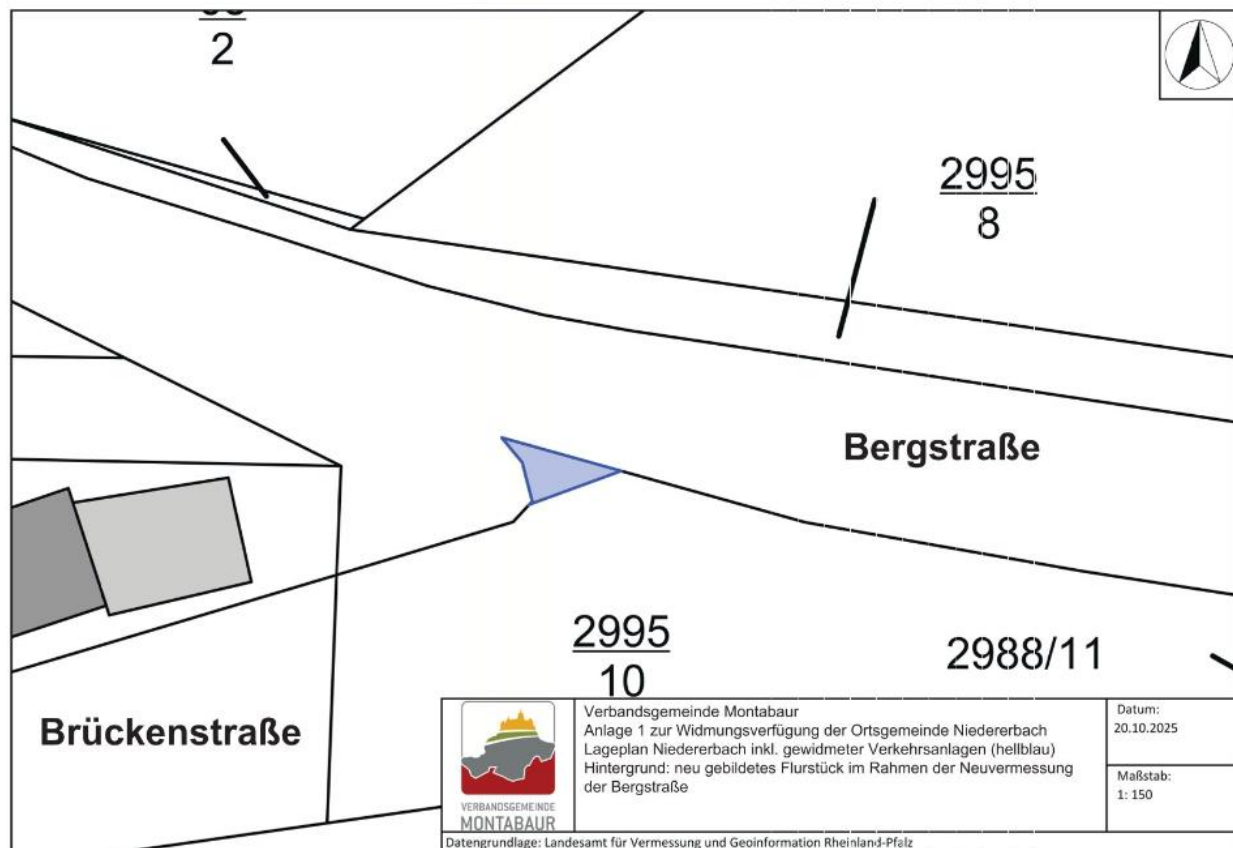 2
2995
8
Bergstraße
2995
10
2988/11
Brückenstraße
VERBANDSGEMEINDE
MONTABAUR
Verbandsgemeinde Montabaur
Anlage 1 zur Widmungsverfügung der Ortsgemeinde Niedererbach
Lageplan Niedererbach inkl. gewidmeter Verkehrsanlagen (hellblau)
Hintergrund: neu gebildetes Flurstück im Rahmen der Neuvermessung
der Bergstraße
Datum:
20.10.2025
Maßstab:
1: 150
Datengrundlage: Landesamt für Vermessung und Geoinformation Rheinland-Pfalz